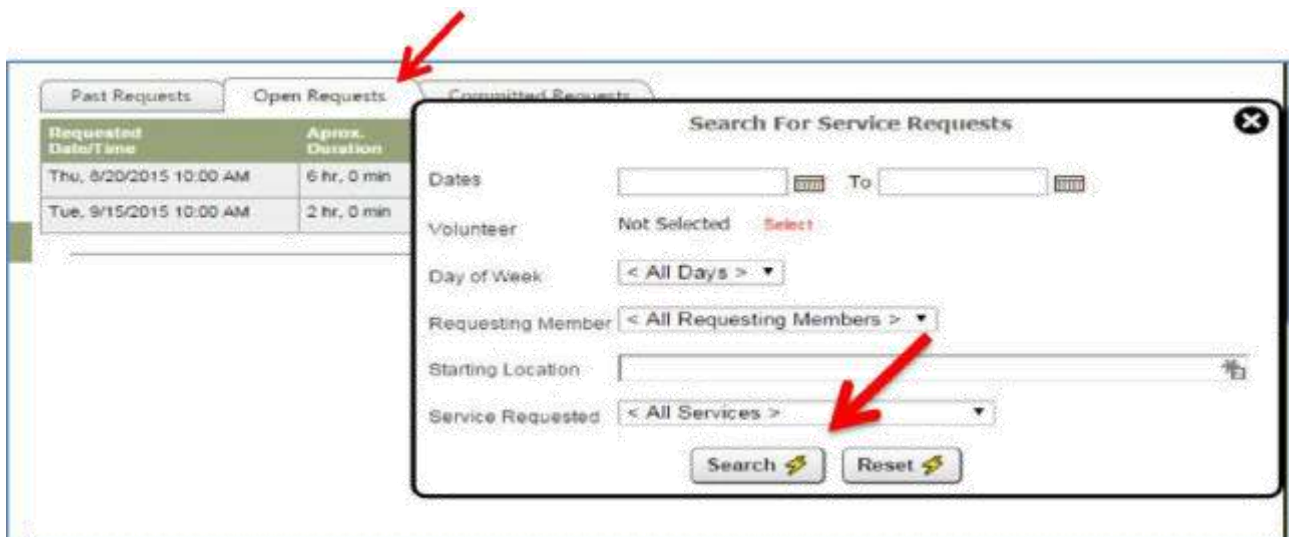 Past Requests
Open Requests
Committed Requests
Requested
Date/Time
Aprox.
Duration
Thu, 8/20/2015 10:00 AM
6 hr, 0 min
Tue, 9/15/2015 10:00 AM
2 hr, 0 min
Search For Service Requests
Dates
To
Volunteer
Not Selected
Select
Day of Week
< All Days >
Requesting Member
< All Requesting Members >
Starting Location
Service Requested
< All Services >
Search
Reset